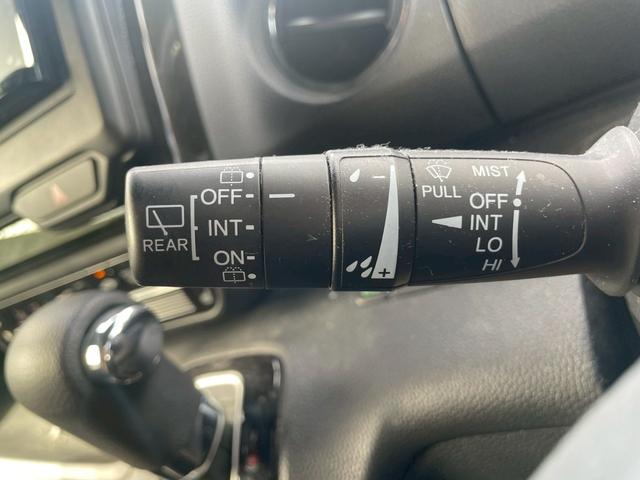 REAR
OFF
INT
ON
− 
+
PULL
MIST
OFF
INT
LO
HI